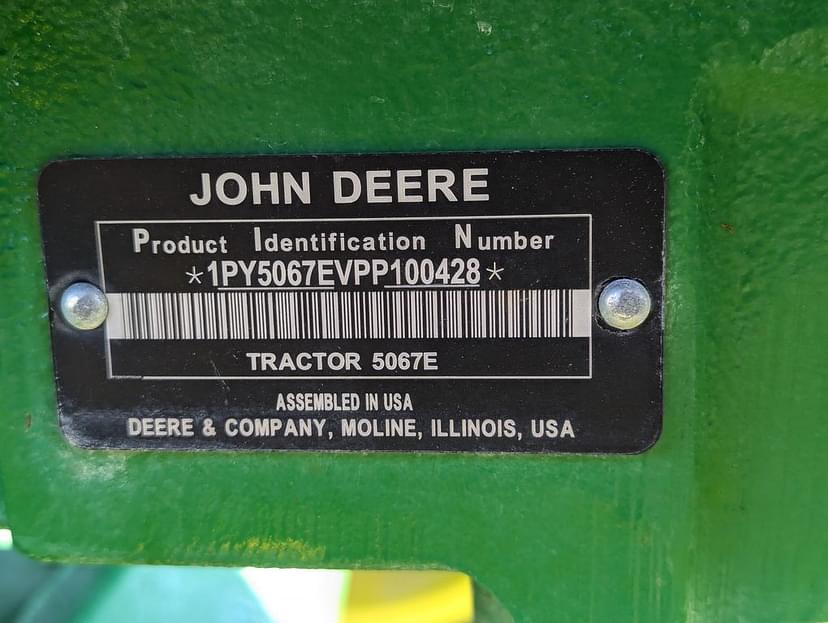 JOHN DEERE
Product Identification Number
*1PY5067EVPP100428*
TRACTOR 5067E
ASSEMBLED IN USA
DEERE & COMPANY, MOLINE, ILLINOIS, USA